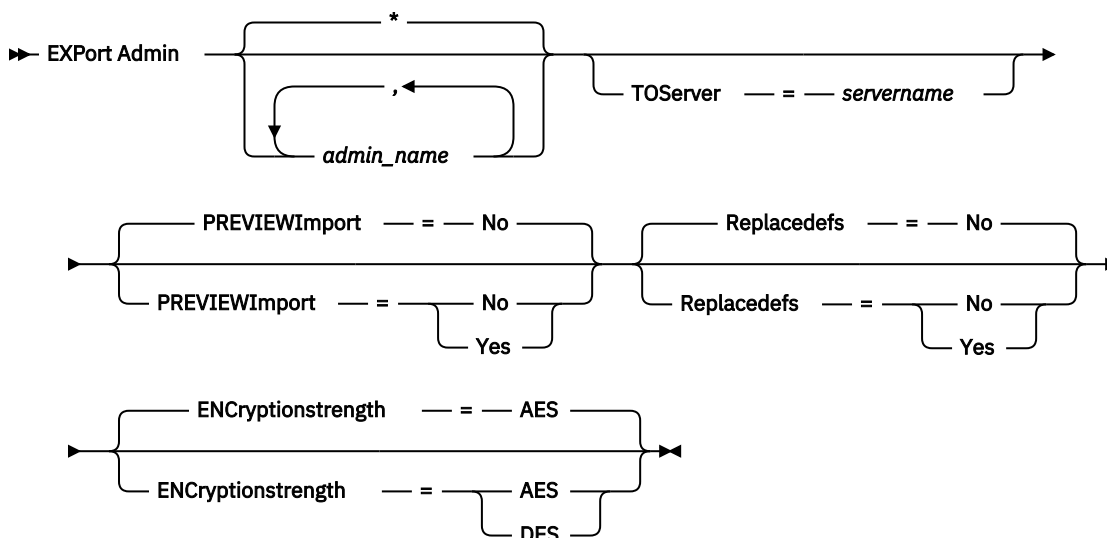 *
EXPort Admin
,
admin_name
TOServer = servername
PREVIEWImport = No
PREVIEWImport = No
Yes
Replacedefs = No
Replacedefs = No
Yes
ENCryptionstrength = AES
ENCryptionstrength = AES
DES